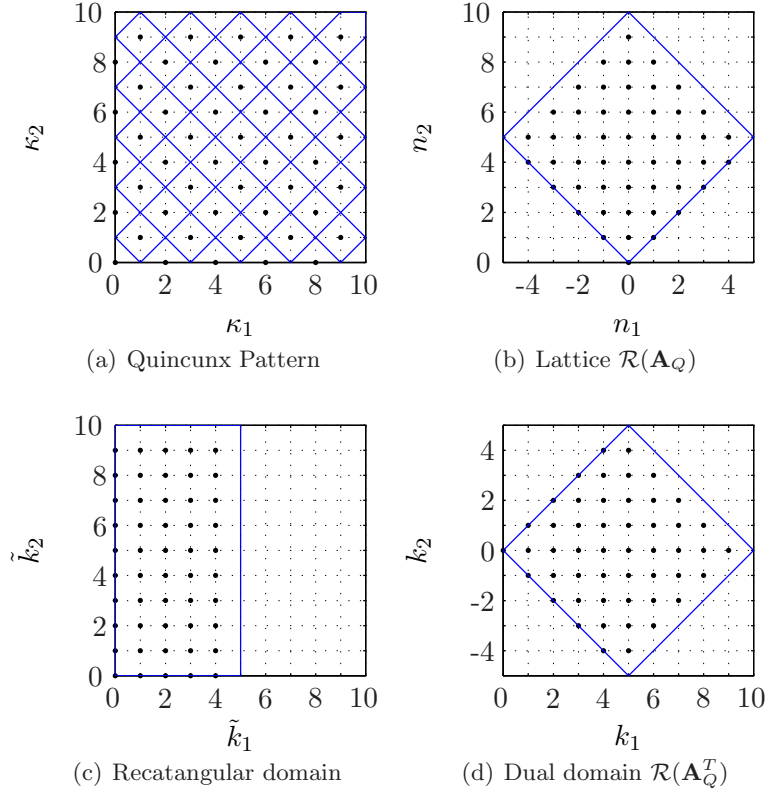 10
8
6
4
2
0
κ₂
0 2 4 6 8 10
κ₁
(a) Quincunx Pattern
10
8
6
4
2
0
n₂
-4 -2 0 2 4
n₁
(b) Lattice R(A_Q)
10
8
6
4
2
0
k̃₂
0 2 4 6 8 10
k̃₁
(c) Recatangular domain
4
2
0
-2
-4
k₂
0 2 4 6 8 10
k₁
(d) Dual domain R(A_Q^T)